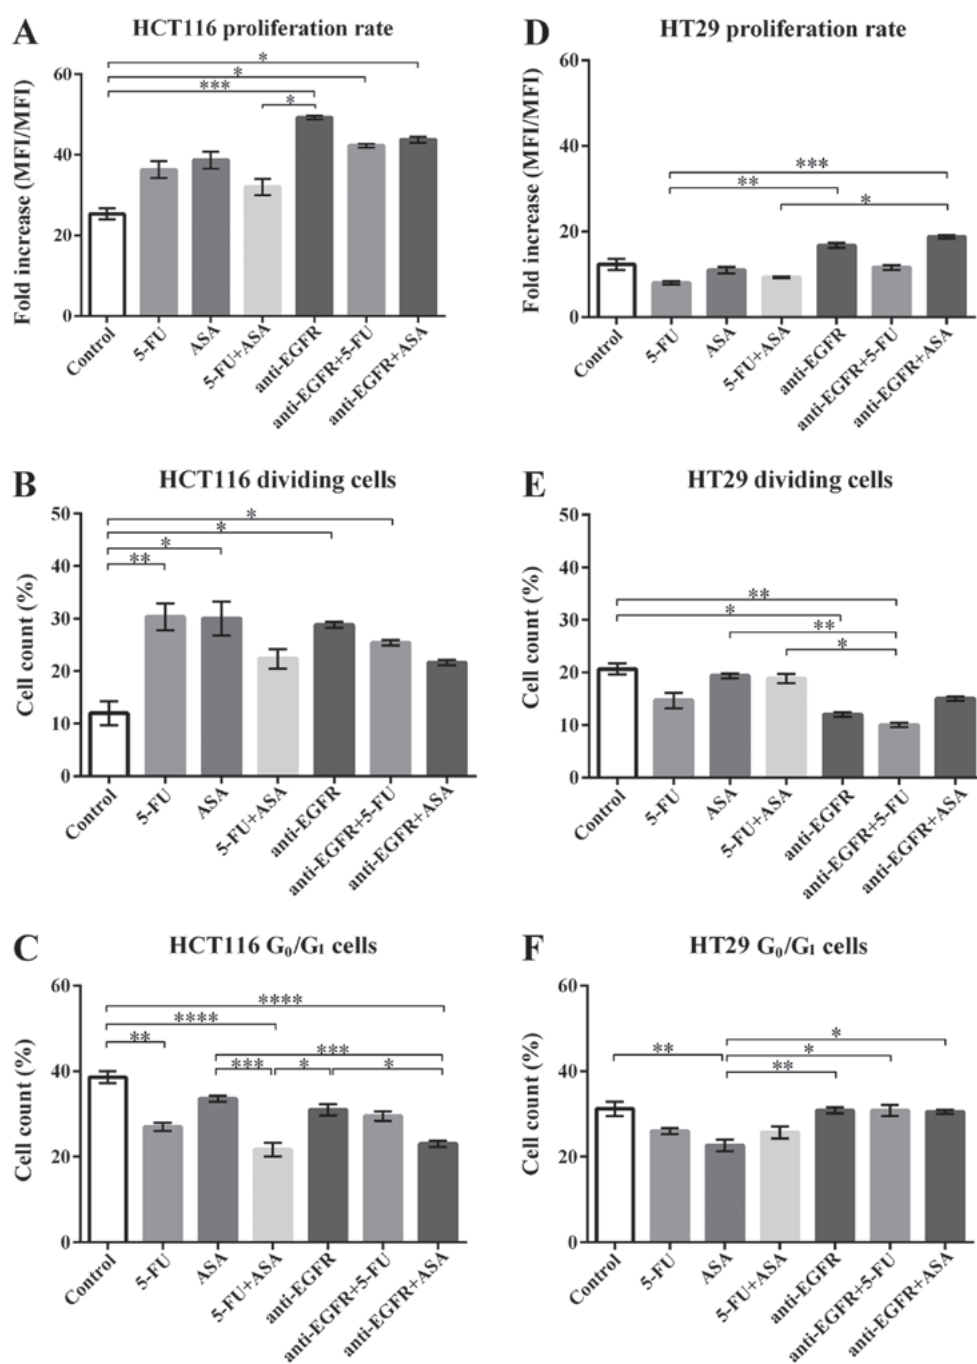 A
HCT116 proliferation rate
Fold increase (MFI/MFI)
60
40
20
0
*
*
***
*
Control
5-FU
ASA
5-FU+ASA
anti-EGFR
anti-EGFR+5-FU
anti-EGFR+ASA
D
HT29 proliferation rate
Fold increase (MFI/MFI)
60
40
20
0
***
**
*
Control
5-FU
ASA
5-FU+ASA
anti-EGFR
anti-EGFR+5-FU
anti-EGFR+ASA
B
HCT116 dividing cells
Cell count (%)
50
40
30
20
10
0
*
*
*
**
Control
5-FU
ASA
5-FU+ASA
anti-EGFR
anti-EGFR+5-FU
anti-EGFR+ASA
E
HT29 dividing cells
Cell count (%)
50
40
30
20
10
0
**
*
**
*
Control
5-FU
ASA
5-FU+ASA
anti-EGFR
anti-EGFR+5-FU
anti-EGFR+ASA
C
HCT116 G₀/G₁ cells
Cell count (%)
60
40
20
0
****
****
**
***
***
*
*
Control
5-FU
ASA
5-FU+ASA
anti-EGFR
anti-EGFR+5-FU
anti-EGFR+ASA
F
HT29 G₀/G₁ cells
Cell count (%)
60
40
20
0
*
**
*
**
Control
5-FU
ASA
5-FU+ASA
anti-EGFR
anti-EGFR+5-FU
anti-EGFR+ASA